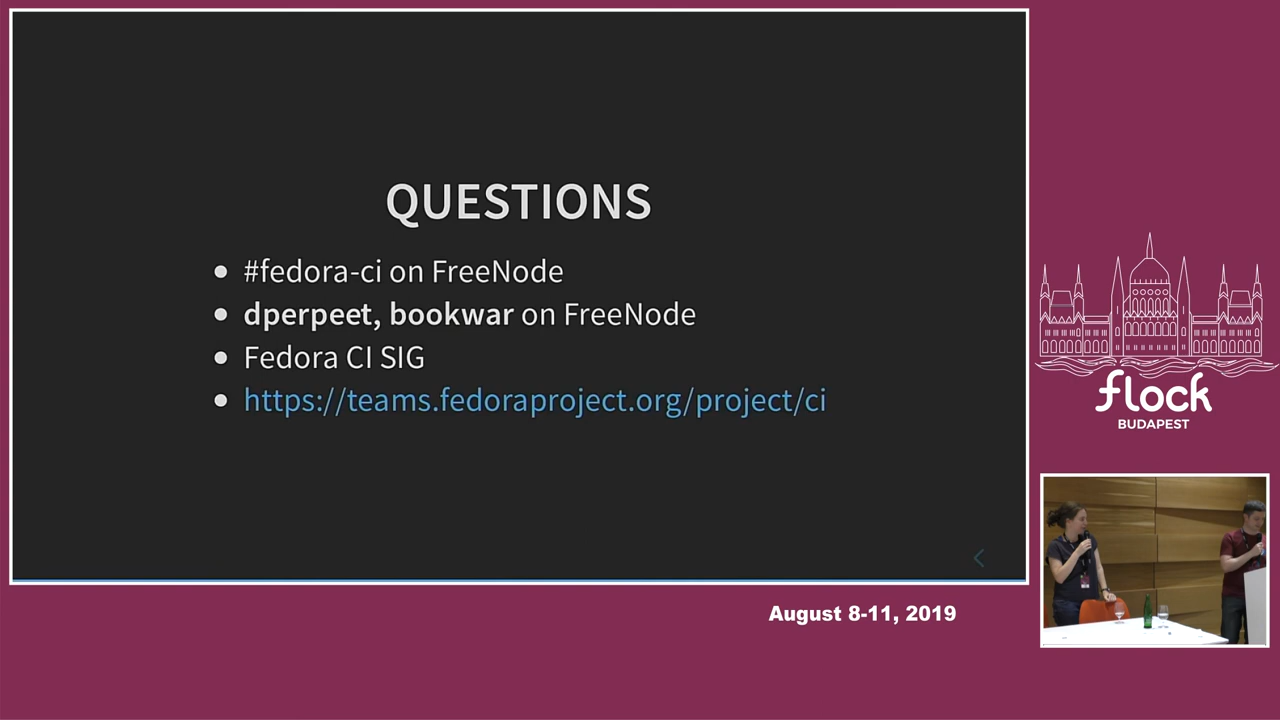 QUESTIONS
#fedora-ci on FreeNode
dperpeet, bookwar on FreeNode
Fedora CI SIG
https://teams.fedoraproject.org/project/ci
flock
BUDAPEST
August 8-11, 2019